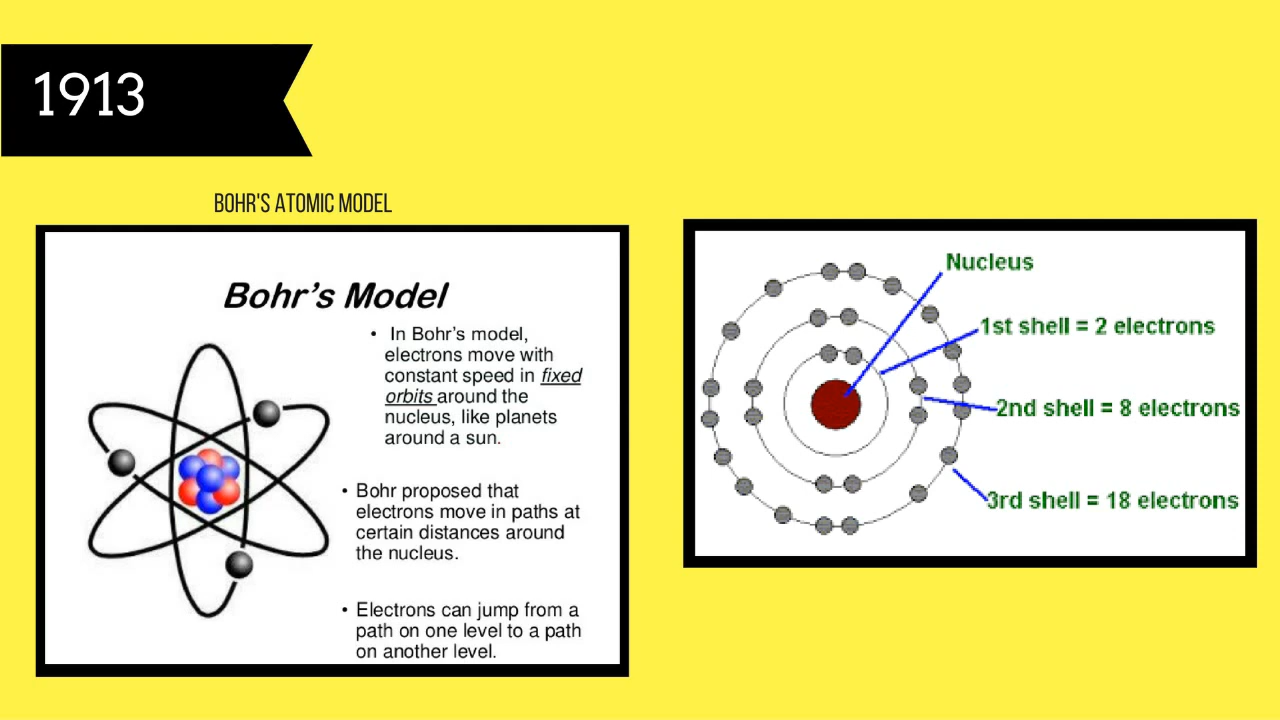 1913
BOHR'S ATOMIC MODEL
Bohr's Model
• In Bohr's model,
electrons move with
constant speed in fixed
orbits around the
nucleus, like planets
around a sun.
• Bohr proposed that
electrons move in paths at
certain distances around
the nucleus.
• Electrons can jump from a
path on one level to a path
on another level.
Nucleus
1st shell = 2 electrons
2nd shell = 8 electrons
3rd shell = 18 electrons